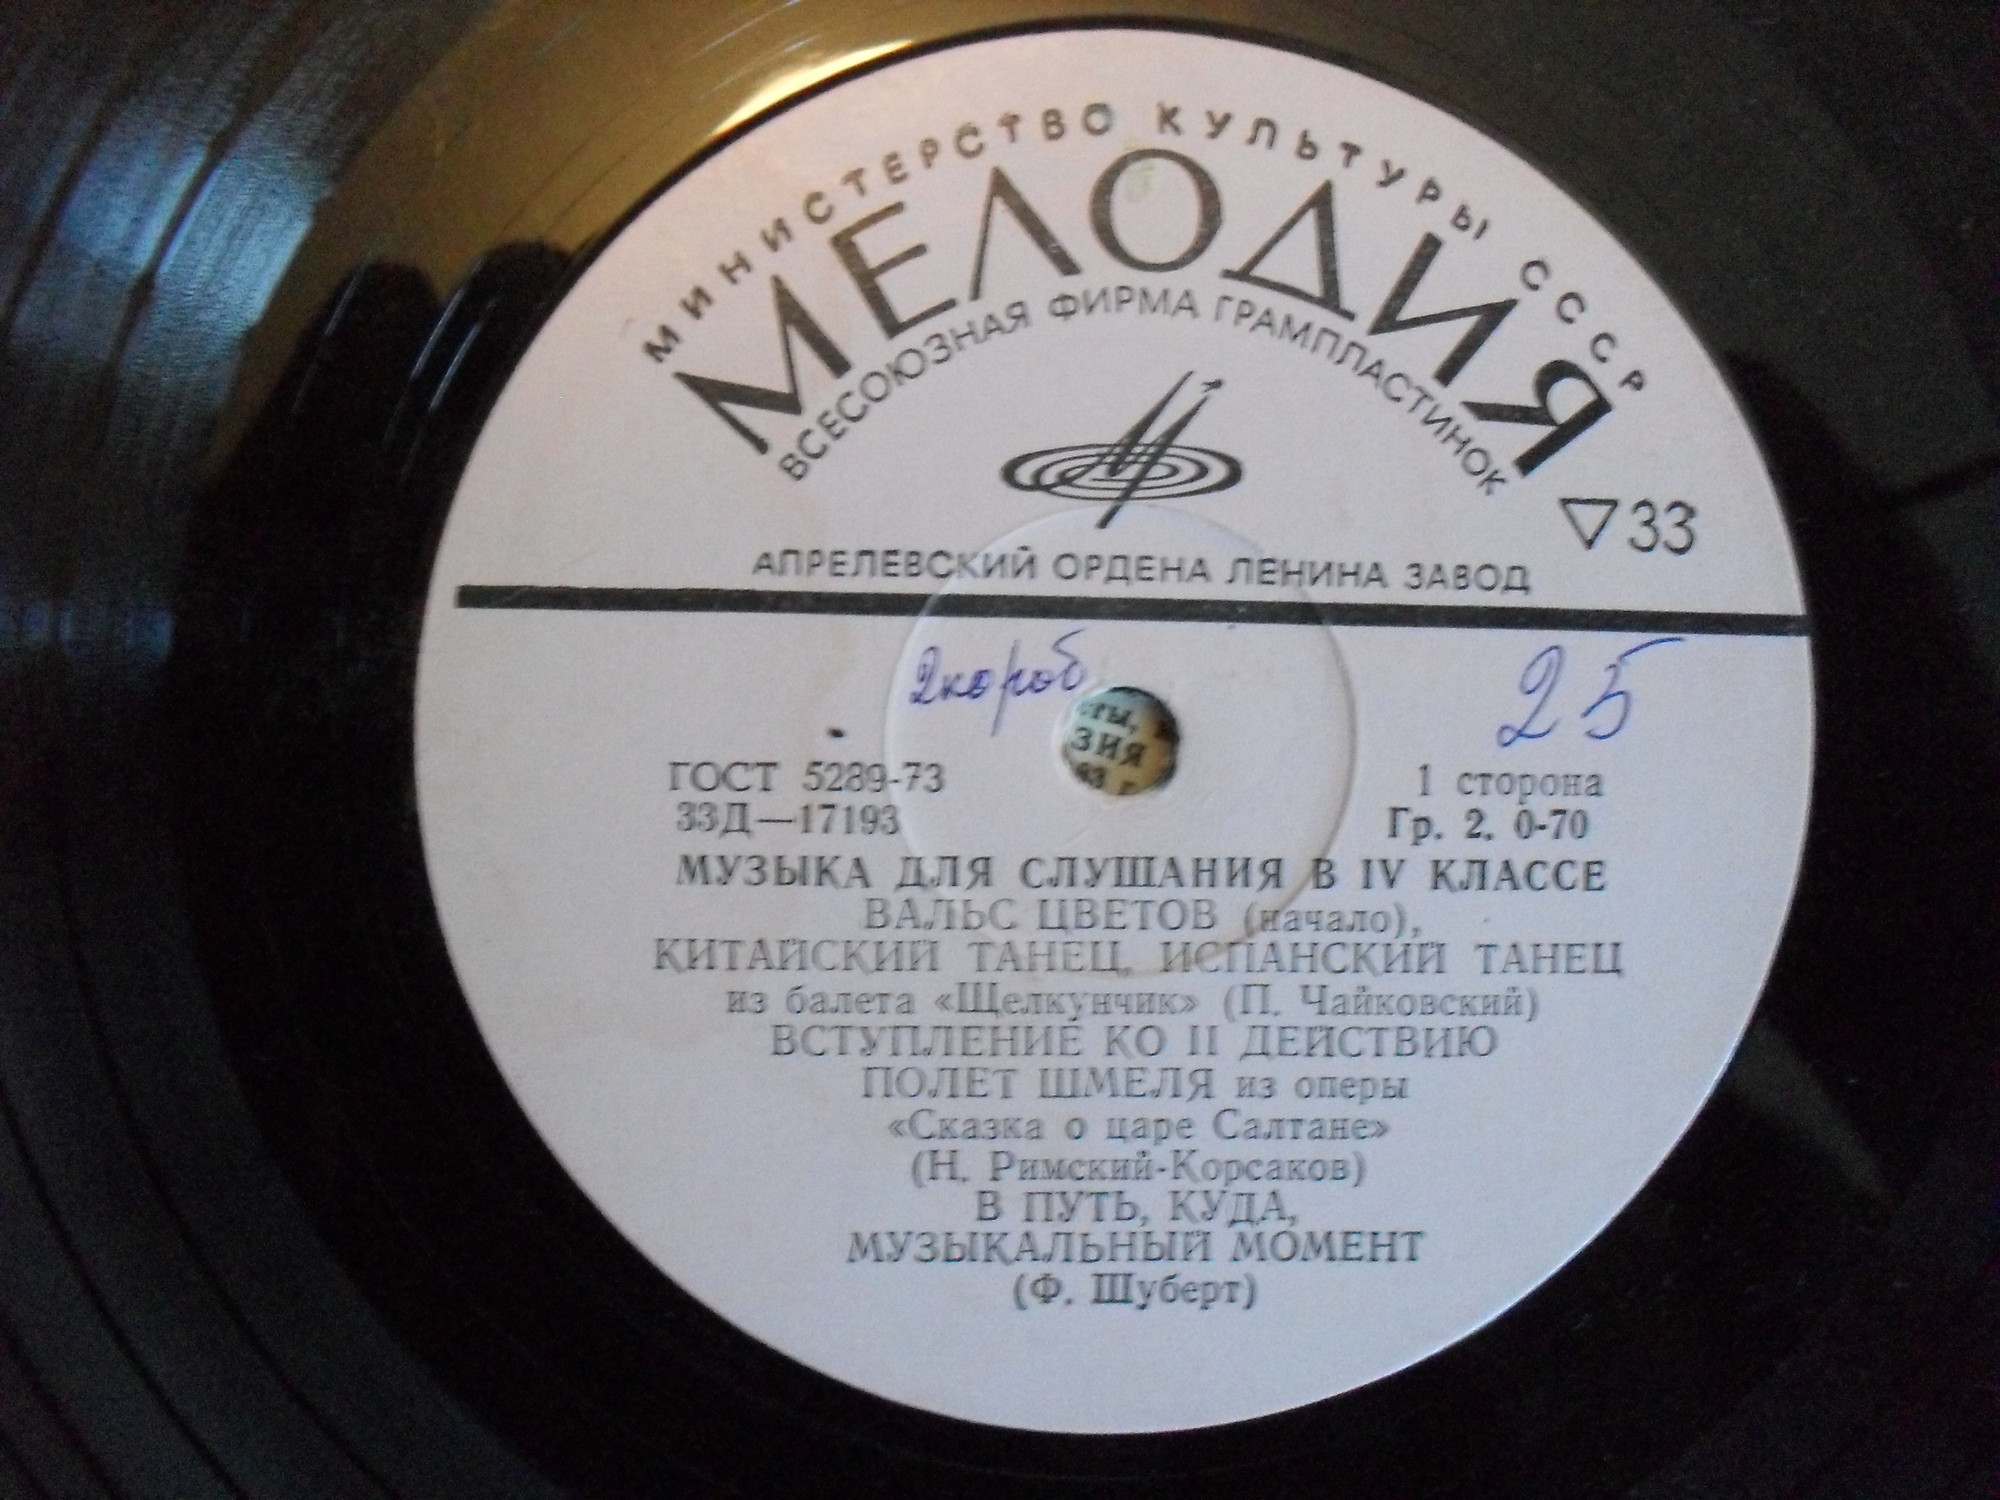 МИНИСТЕРСТВО КУЛЬТУРЫ СССР
МЕЛОДИЯ
ВСЕСОЮЗНАЯ ФИРМА ГРАМПЛАСТИНОК
33
АПРЕЛЕВСКИЙ ОРДЕНА ЛЕНИНА ЗАВОД
2короб 25
ЗИЯ
ГОСТ 5289-73 1 сторона
33Д—17193 Гр. 2. 0-70
МУЗЫКА ДЛЯ СЛУШАНИЯ В IV КЛАССЕ
ВАЛЬС ЦВЕТОВ (начало),
КИТАЙСКИЙ ТАНЕЦ, ИСПАНСКИЙ ТАНЕЦ
из балета «Щелкунчик» (П. Чайковский)
ВСТУПЛЕНИЕ КО II ДЕЙСТВИЮ
ПОЛЕТ ШМЕЛЯ из оперы
«Сказка о царе Салтане»
(Н. Римский-Корсаков)
В ПУТЬ, КУДА,
МУЗЫКАЛЬНЫЙ МОМЕНТ
(Ф. Шуберт)